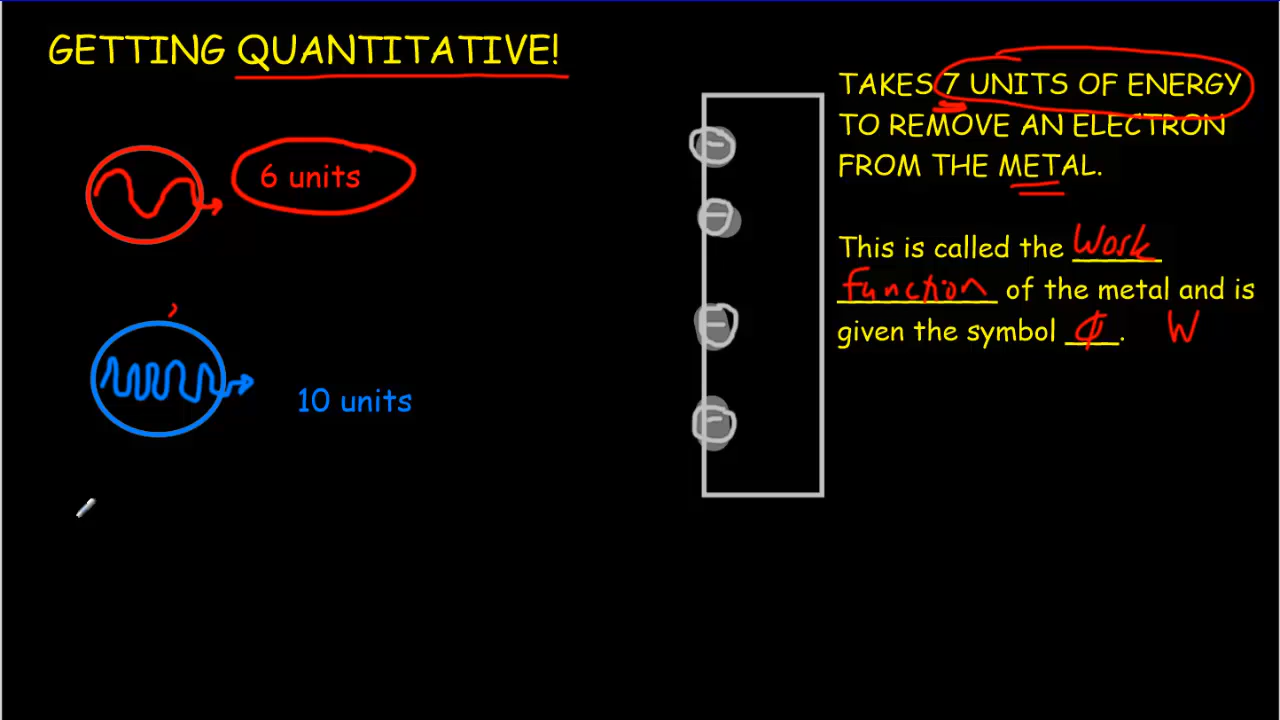 GETTING QUANTITATIVE!
6 units
10 units
TAKES 7 UNITS OF ENERGY
TO REMOVE AN ELECTRON
FROM THE METAL.
This is called the Work
function of the metal and is
given the symbol Φ. W